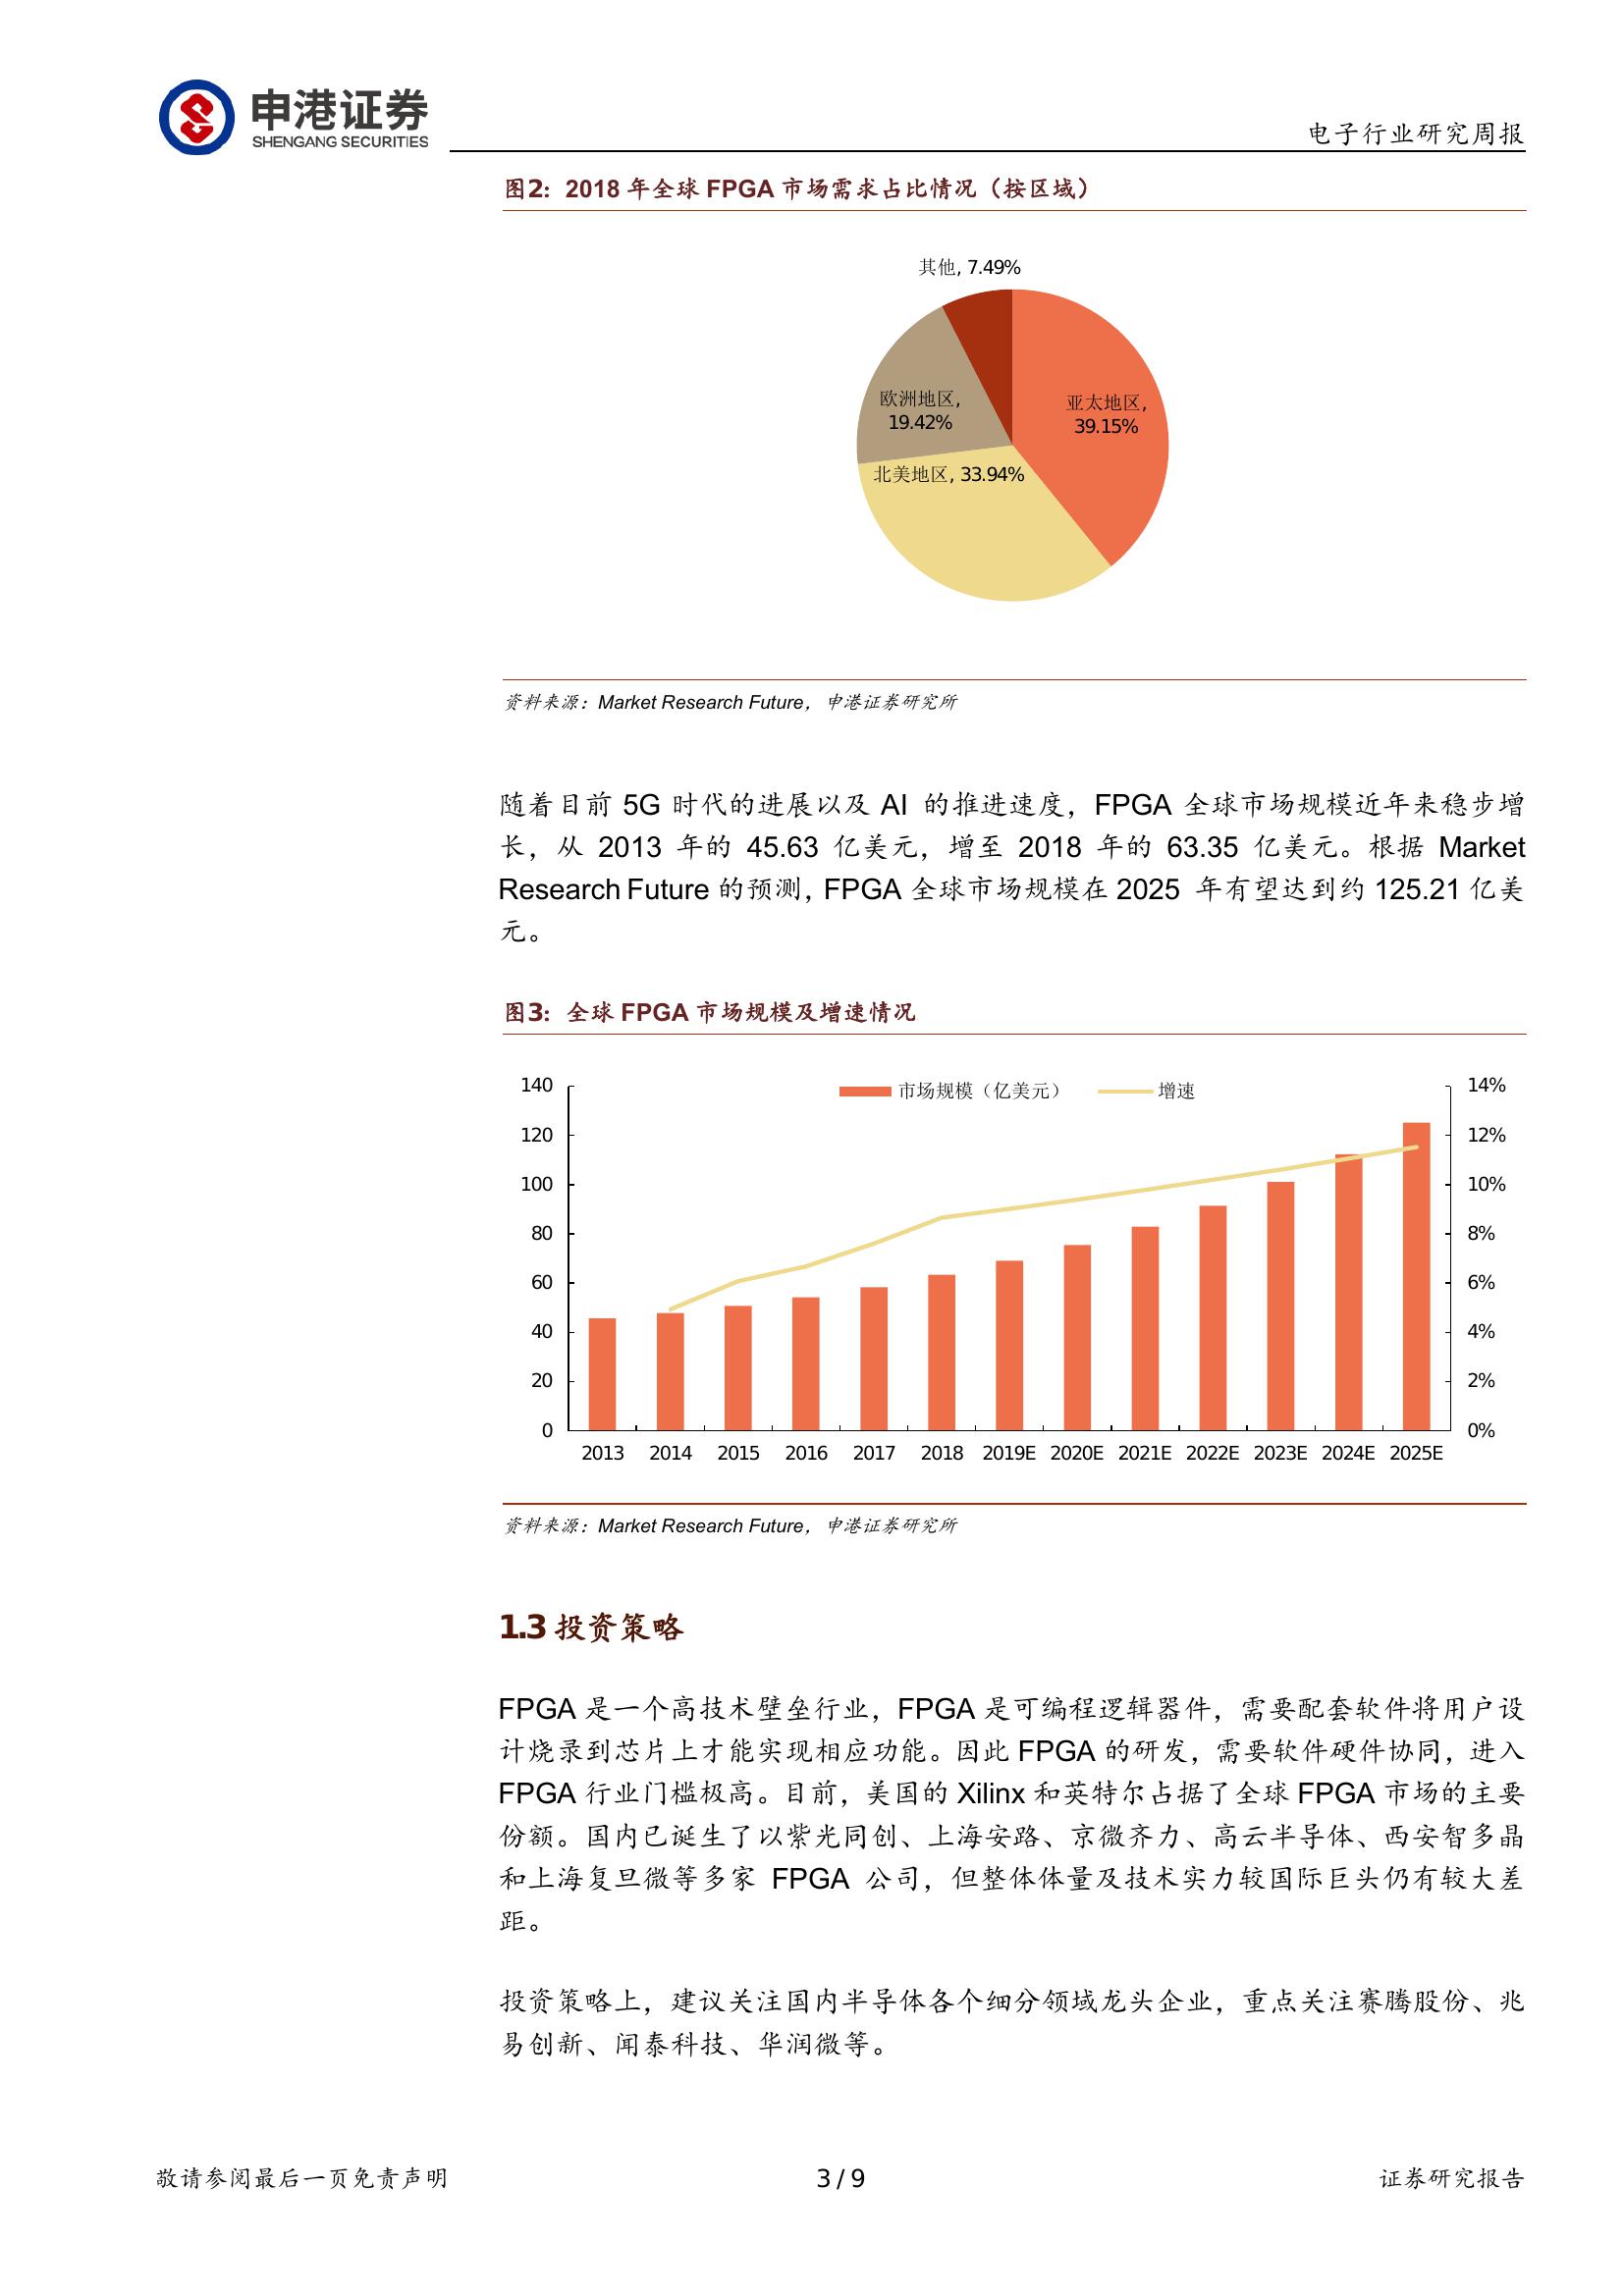 申港证券
SHENGANG SECURITIES
电子行业研究周报
图2：2018 年全球 FPGA 市场需求占比情况（按区域）
其他, 7.49%
欧洲地区,
19.42%
亚太地区,
39.15%
北美地区, 33.94%
资料来源：Market Research Future，申港证券研究所
随着目前 5G 时代的进展以及 AI 的推进速度，FPGA 全球市场规模近年来稳步增
长，从 2013 年的 45.63 亿美元，增至 2018 年的 63.35 亿美元。根据 Market
Research Future 的预测，FPGA 全球市场规模在 2025 年有望达到约 125.21 亿美
元。
图3：全球 FPGA 市场规模及增速情况
市场规模（亿美元） 增速
140 14%
120 12%
100 10%
80 8%
60 6%
40 4%
20 2%
0 0%
2013 2014 2015 2016 2017 2018 2019E 2020E 2021E 2022E 2023E 2024E 2025E
资料来源：Market Research Future，申港证券研究所
1.3 投资策略
FPGA 是一个高技术壁垒行业，FPGA 是可编程逻辑器件，需要配套软件将用户设
计烧录到芯片上才能实现相应功能。因此 FPGA 的研发，需要软件硬件协同，进入
FPGA 行业门槛极高。目前，美国的 Xilinx 和英特尔占据了全球 FPGA 市场的主要
份额。国内已诞生了以紫光同创、上海安路、京微齐力、高云半导体、西安智多晶
和上海复旦微等多家 FPGA 公司，但整体体量及技术实力较国际巨头仍有较大差
距。
投资策略上，建议关注国内半导体各个细分领域龙头企业，重点关注赛腾股份、兆
易创新、闻泰科技、华润微等。
敬请参阅最后一页免责声明 3 / 9 证券研究报告